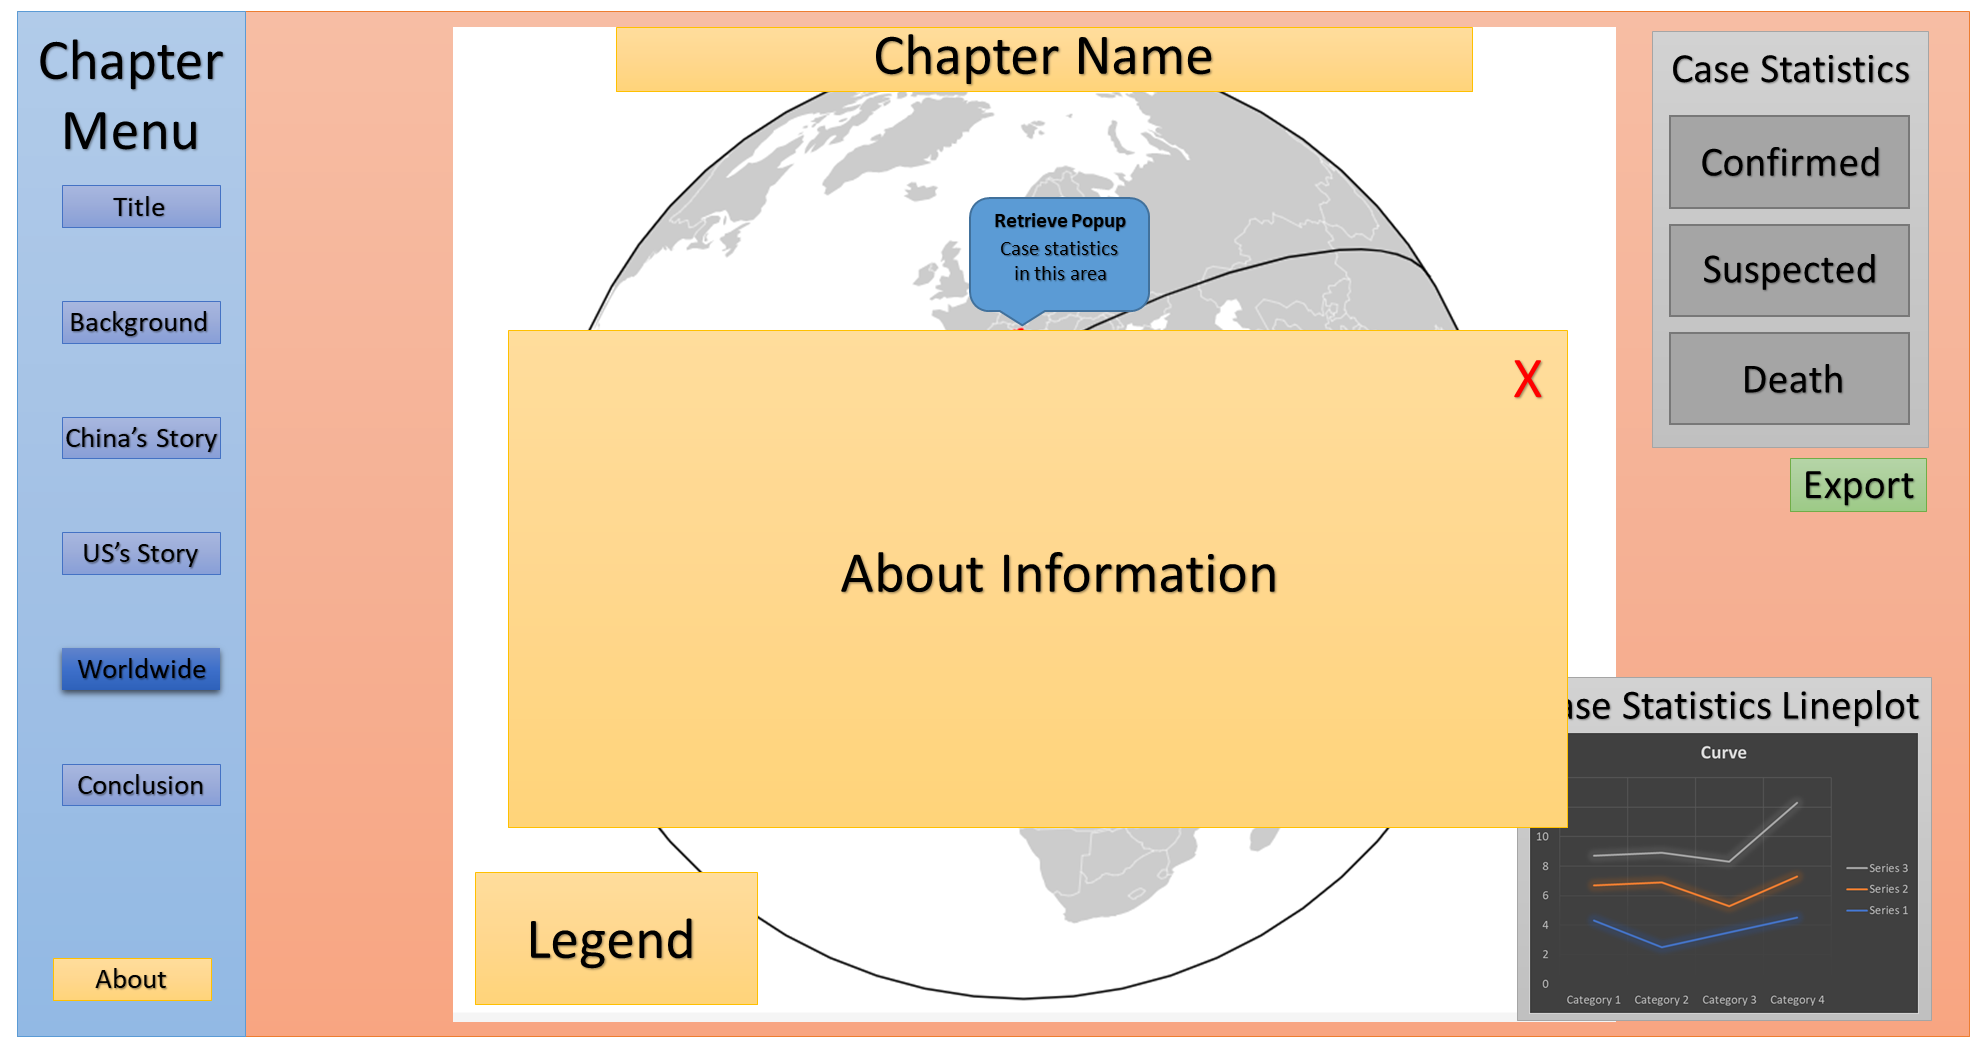 Chapter
Menu
Title
Background
China’s Story
US’s Story
Worldwide
Conclusion
About
Chapter Name
Retrieve Popup
Case statistics
in this area
X
About Information
Legend
Case Statistics
Confirmed
Suspected
Death
Export
ase Statistics Lineplot
Curve
10
8
6
4
2
0
Category 1 Category 2 Category 3 Category 4
Series 3
Series 2
Series 1